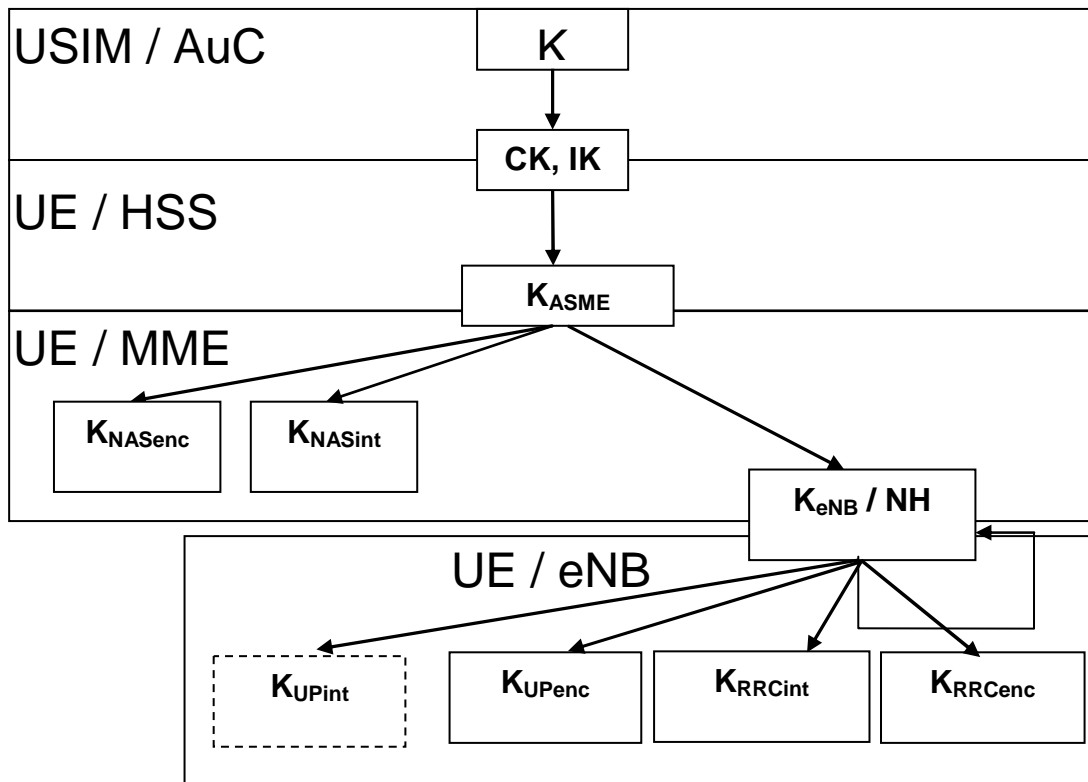 USIM / AuC
K
CK, IK
UE / HSS
KASME
UE / MME
KNASenc
KNASint
KeNB / NH
UE / eNB
KUPint
KUPenc
KRRCint
KRRCenc